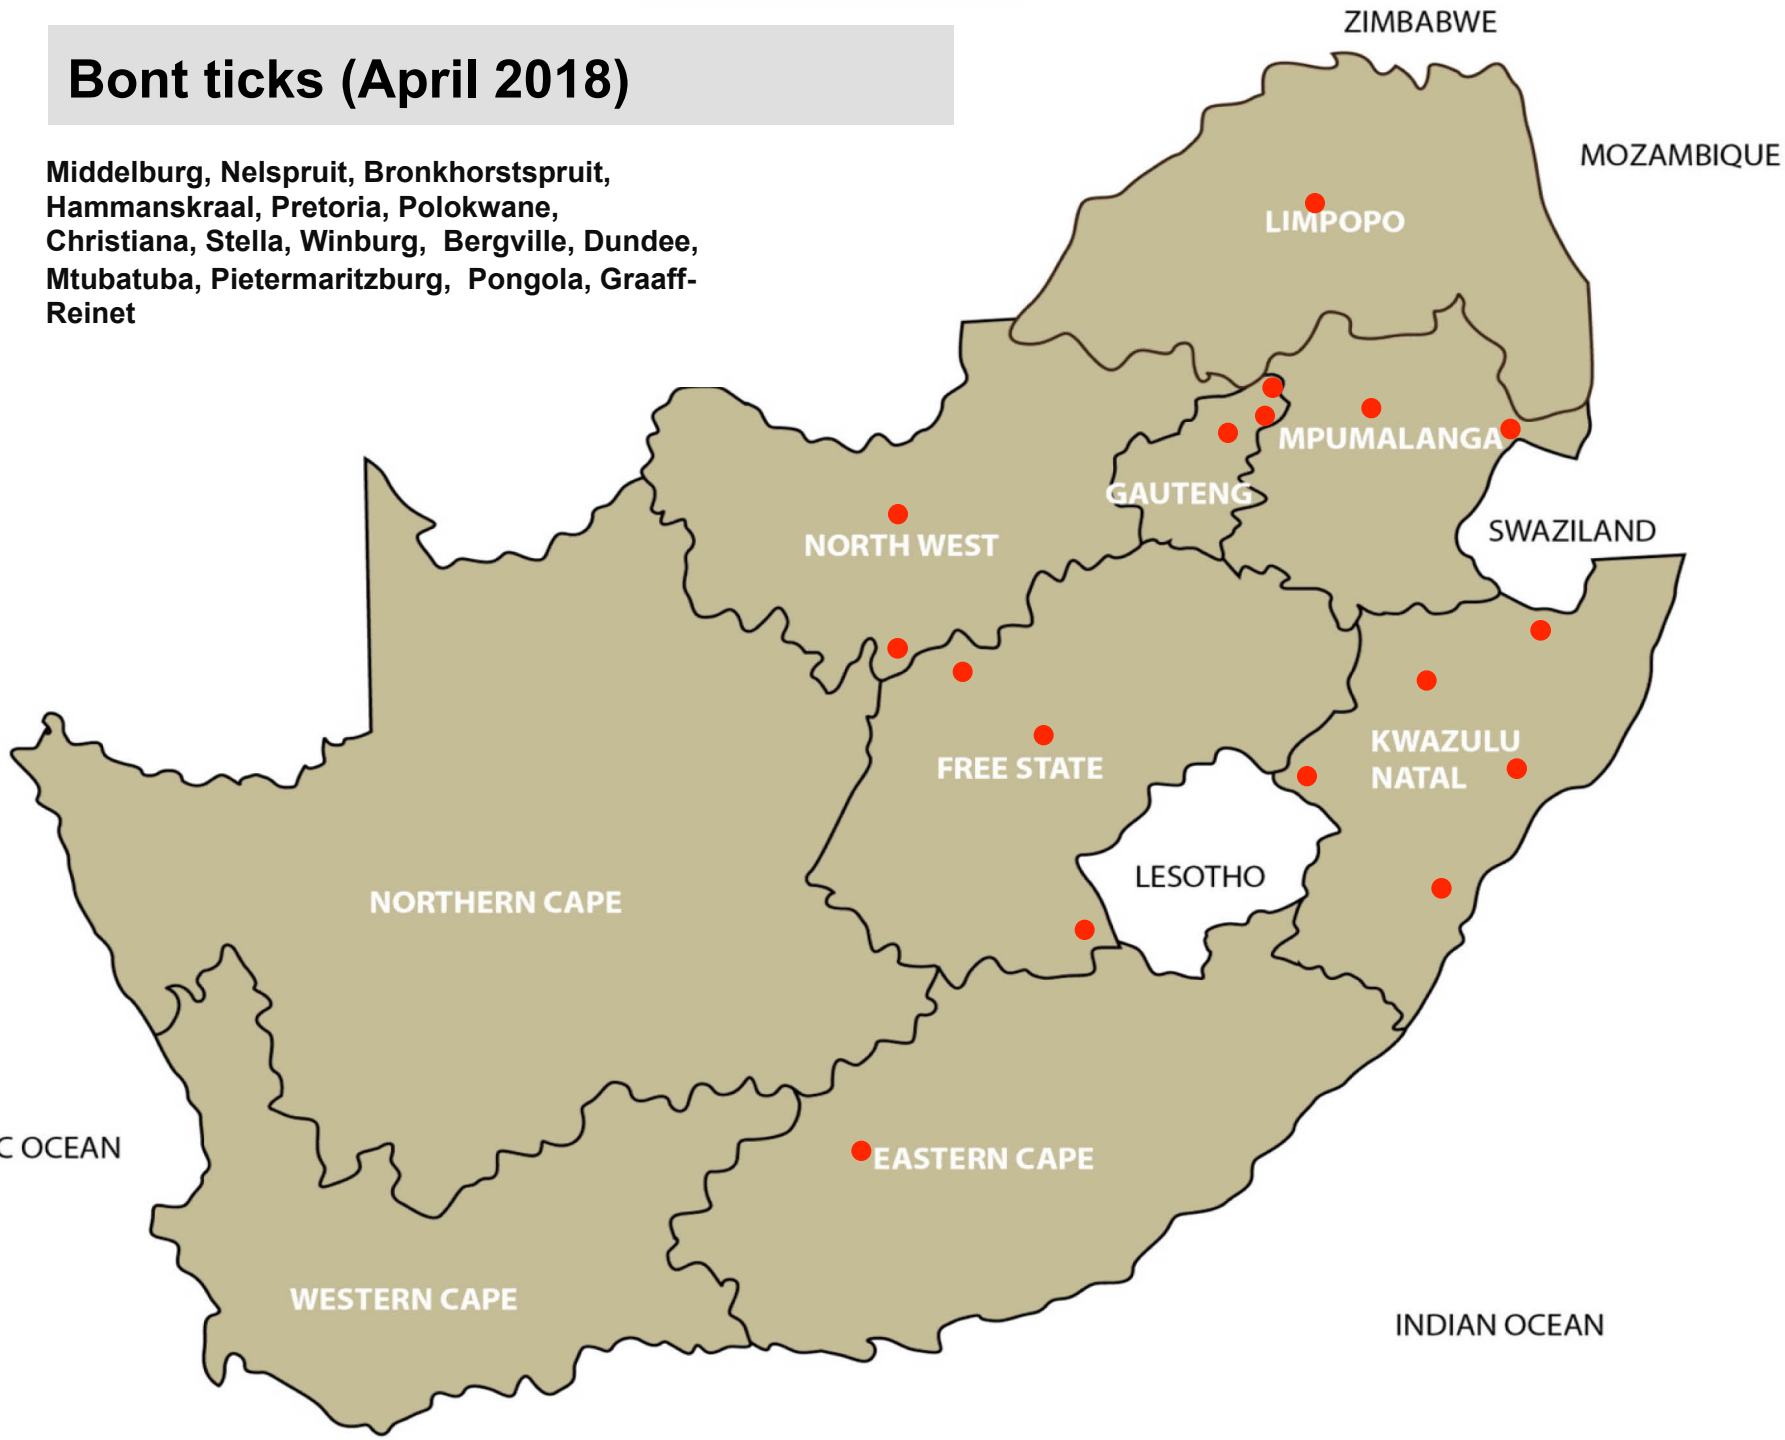 ZIMBABWE
Bont ticks (April 2018)
MOZAMBIQUE
Middelburg, Nelspruit, Bronkhorstspruit,
Hammanskraal, Pretoria, Polokwane,
Christiana, Stella, Winburg, Bergville, Dundee,
Mtubatuba, Pietermaritzburg, Pongola, Graaff-
Reinet
LIMPOPO
MPUMALANGA
GAUTENG
SWAZILAND
NORTH WEST
KWAZULU
NATAL
FREE STATE
LESOTHO
NORTHERN CAPE
C OCEAN
EASTERN CAPE
WESTERN CAPE
INDIAN OCEAN